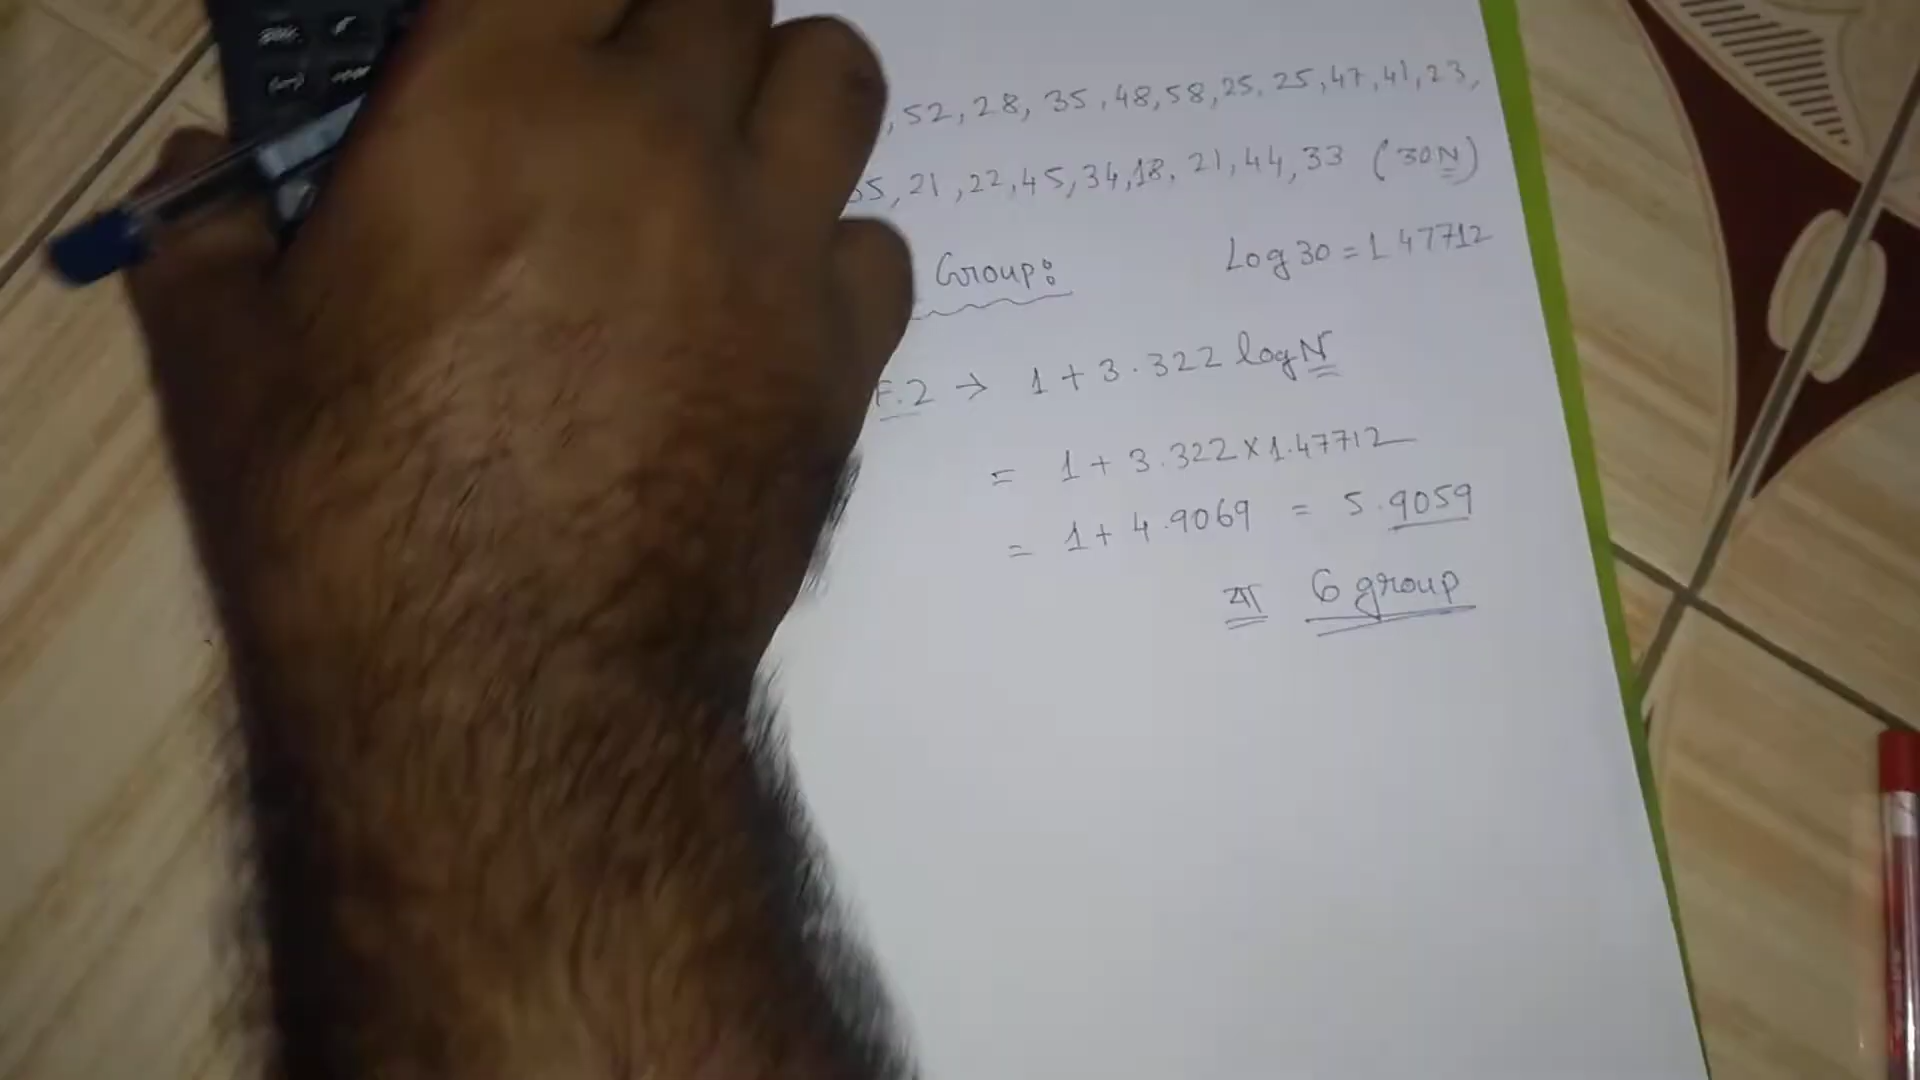 , 52, 28, 35, 48, 58, 25, 25, 47, 41, 23,
5, 21, 22, 45, 34, 18, 21, 44, 33 (30N)
Group:
Log 30 = 1.47712
F.2 → 1 + 3.322 log N
= 1 + 3.322 × 1.47712
= 1 + 4.9069 = 5.9059
বা 6 group